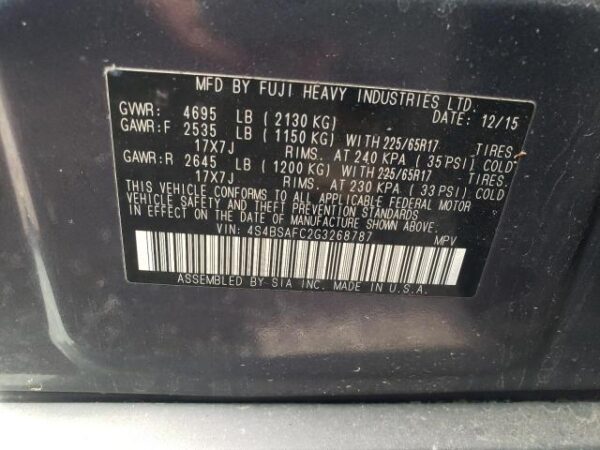 MFD BY FUJI HEAVY INDUSTRIES LTD.
GVWR: 4695 LB (2130 KG) DATE: 12/15
GAWR:F 2535 LB (1150 KG) WITH 225/65R17 TIRES
17X7J RIMS. AT 240 KPA (35 PSI) COLD
GAWR:R 2645 LB (1200 KG) WITH 225/65R17 TIRES.
17X7J RIMS. AT 230 KPA (33 PSI) COLD
THIS VEHICLE CONFORMS TO ALL APPLICABLE FEDERAL MOTOR
VEHICLE SAFETY AND THEFT PREVENTION STANDARDS
IN EFFECT ON THE DATE OF MANUFACTURE SHOWN ABOVE.
VIN: 4S4BSAFC2G3268787 MPV
ASSEMBLED BY SIA INC. MADE IN U.S.A.